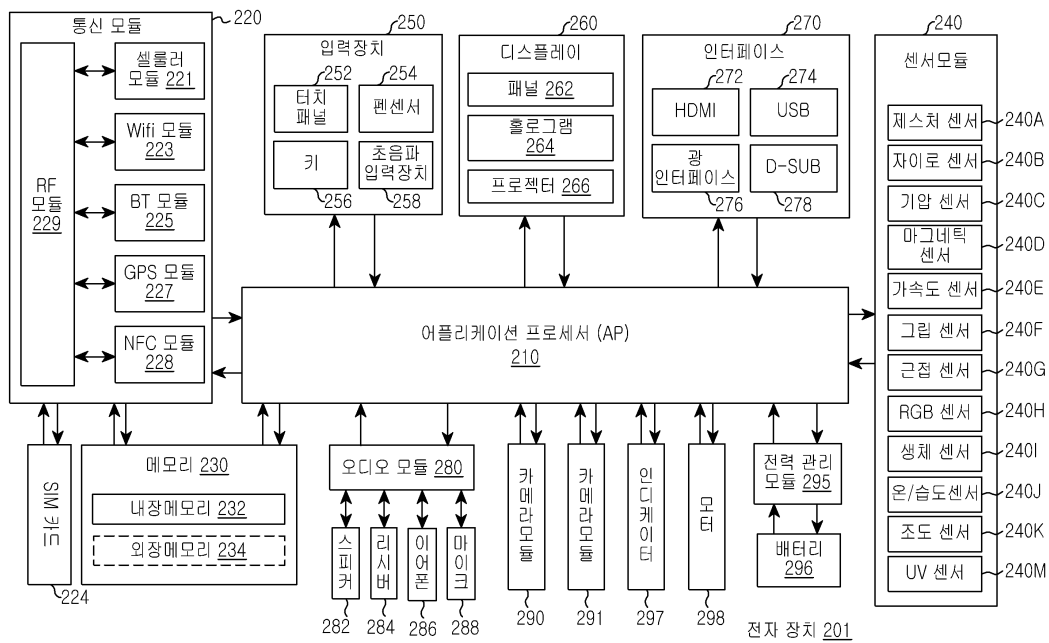 통신 모듈
220
RF
모듈
229
셀룰러
모듈 221
Wifi 모듈
223
BT 모듈
225
GPS 모듈
227
NFC 모듈
228
250
입력장치
252
254
터치
패널
펜센서
키
초음파
입력장치
256
258
260
디스플레이
패널 262
홀로그램
264
프로젝터 266
270
인터페이스
272
274
HDMI
USB
광
인터페이스
D-SUB
276
278
240
센서모듈
제스처 센서
240A
자이로 센서
240B
기압 센서
240C
마그네틱
센서
240D
가속도 센서
240E
그립 센서
240F
근접 센서
240G
RGB 센서
240H
생체 센서
240I
온/습도센서
240J
조도 센서
240K
UV 센서
240M
어플리케이션 프로세서 (AP)
210
SIM 카드
224
메모리 230
내장메모리 232
외장메모리 234
오디오 모듈 280
스피커
리시버
이어폰
마이크
282
284
286
288
카메라모듈
290
카메라모듈
291
인디케이터
297
모터
298
전력 관리
모듈 295
배터리
296
전자 장치 201